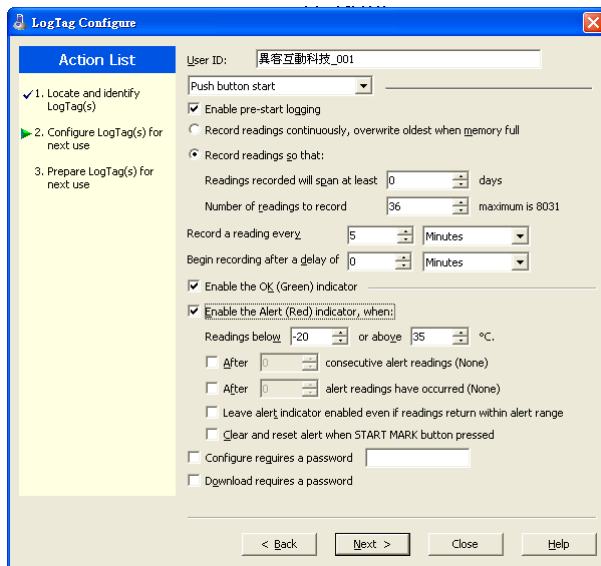 LogTag Configure
Action List
1. Locate and identify
LogTag(s)
2. Configure LogTag(s) for
next use
3. Prepare LogTag(s) for
next use
User ID: 異客互動科技_001
Push button start
Enable pre-start logging
Record readings continuously, overwrite oldest when memory full
Record readings so that:
Readings recorded will span at least 0 days
Number of readings to record 36 maximum is 8031
Record a reading every 5 Minutes
Begin recording after a delay of 0 Minutes
Enable the OK (Green) indicator
Enable the Alert (Red) indicator, when:
Readings below -20 or above 35 °C.
After 0 consecutive alert readings (None)
After 0 alert readings have occurred (None)
Leave alert indicator enabled even if readings return within alert range
Clear and reset alert when START MARK button pressed
Configure requires a password
Download requires a password
< Back Next > Close Help